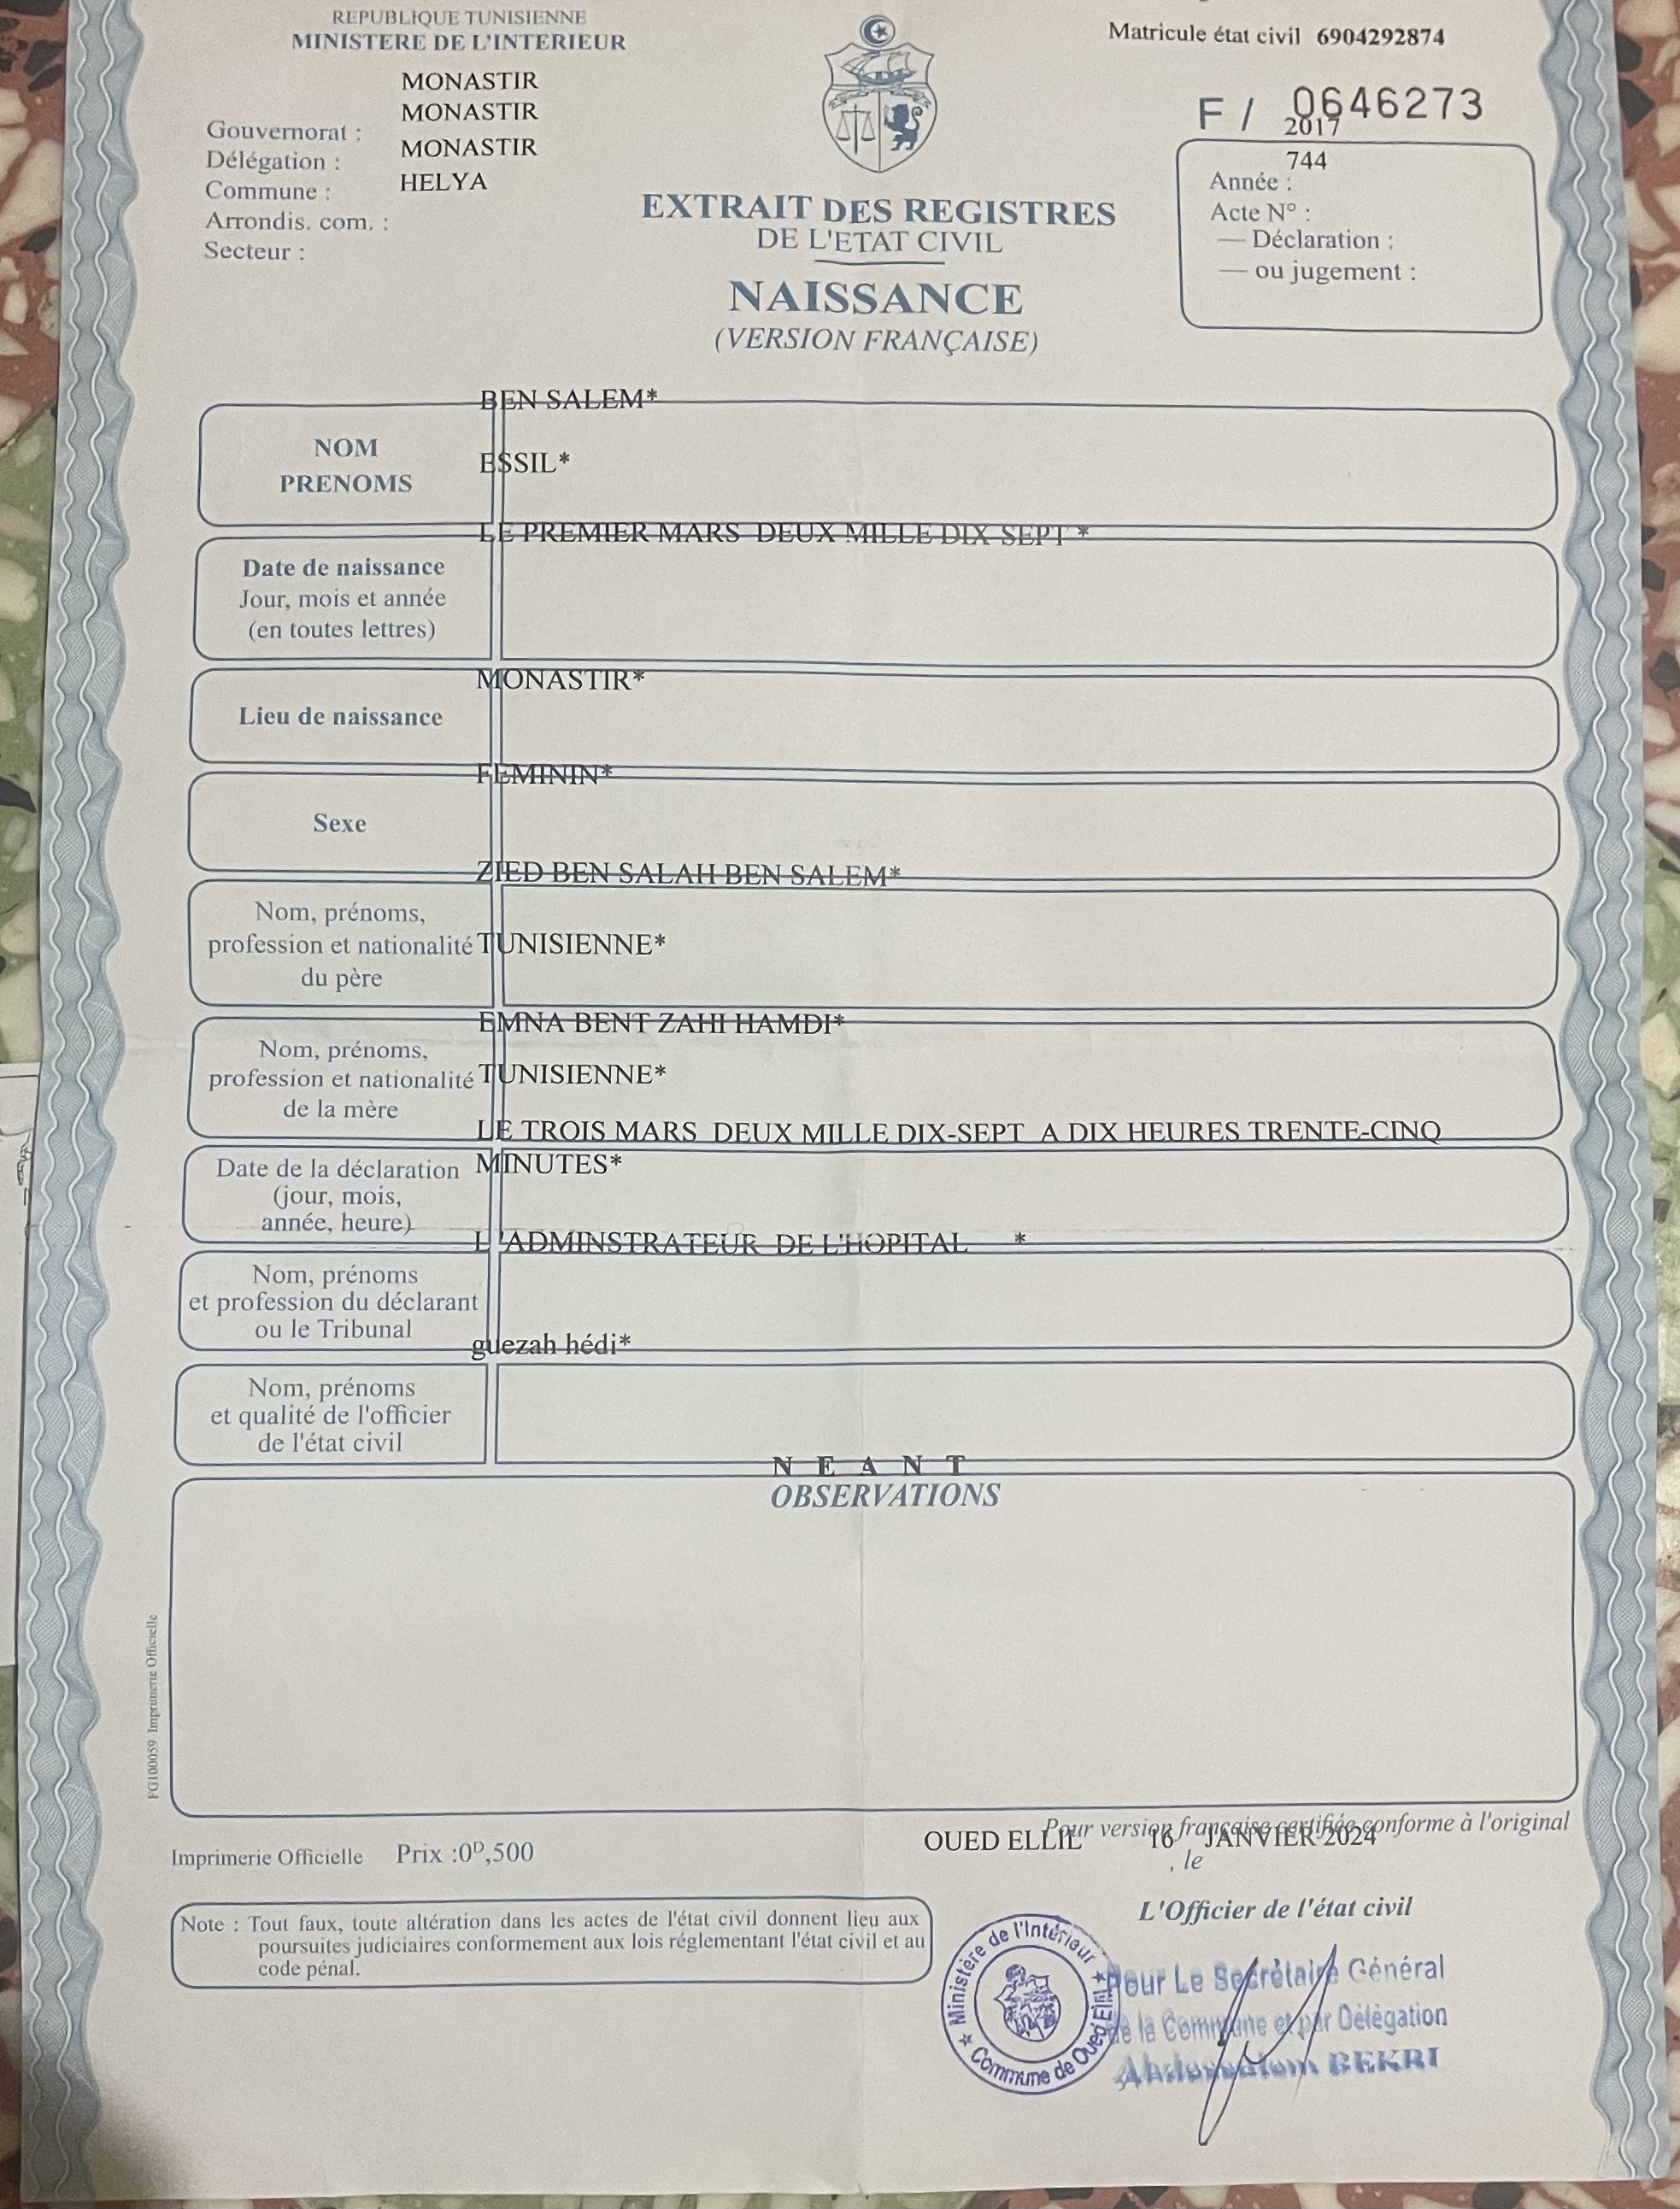 REPUBLIQUE TUNISIENNE
MINISTERE DE L'INTERIEUR
MONASTIR
MONASTIR
Gouvernorat :
MONASTIR
Délégation :
HELYA
Commune :
Arrondis. com. :
Secteur :
Matricule état civil 6904292874
F / 0646273
2017
744
Année :
Acte N° :
— Déclaration :
— ou jugement :
EXTRAIT DES REGISTRES
DE L'ETAT CIVIL
NAISSANCE
(VERSION FRANÇAISE)
BEN SALEM*
NOM
ESSIL*
PRENOMS
LE PREMIER MARS DEUX MILLE DIX-SEPT *
Date de naissance
Jour, mois et année
(en toutes lettres)
MONASTIR*
Lieu de naissance
FEMININ*
Sexe
ZIED BEN SALAH BEN SALEM*
Nom, prénoms,
profession et nationalité TUNISIENNE*
du père
EMNA BENT ZAHI HAMDI*
Nom, prénoms,
profession et nationalité TUNISIENNE*
de la mère
LE TROIS MARS DEUX MILLE DIX-SEPT A DIX HEURES TRENTE-CINQ
Date de la déclaration MINUTES*
(jour, mois,
année, heure)
L'ADMINSTRATEUR DE L'HOPITAL *
Nom, prénoms
et profession du déclarant
ou le Tribunal
guezah hédi*
Nom, prénoms
et qualité de l'officier
de l'état civil
N E A N T
OBSERVATIONS
FG100059 Imprimerie Officielle
Pour version française certifiée conforme à l'original
OUED ELLIL 16 JANVIER 2024
, le
Imprimerie Officielle Prix :0D,500
L'Officier de l'état civil
Note : Tout faux, toute altération dans les actes de l'état civil donnent lieu aux
poursuites judiciaires conformement aux lois réglementant l'état civil et au
code pénal.
Ministère de l'Intérieur
Commune de Oued Ellil
Pour Le Secrétaire Général
de la Commune et par Délégation
Abdessalem BEKRI